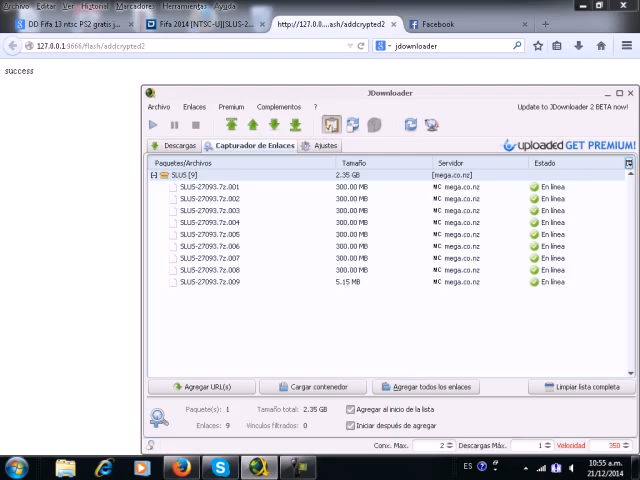 Archivo Editar Ver Historial Marcadores Herramientas Ayuda
DD Fifa 13 ntsc PS2 gratis j...
Fifa 2014 [NTSC-U][SLUS-2...
http://127.0.0....ash/addcrypted2
Facebook
127.0.0.1:9666/flash/addcrypted2
jdownloader
success
JDownloader
Archivo Enlaces Premium Complementos ?
Update to JDownloader 2 BETA now!
uploaded GET PREMIUM!
Descargas Capturador de Enlaces Ajustes
Paquetes/Archivos Tamaño Servidor Estado
SLUS [9] 2.35 GB [mega.co.nz]
SLUS-27093.7z.001 300.00 MB MC mega.co.nz En línea
SLUS-27093.7z.002 300.00 MB MC mega.co.nz En línea
SLUS-27093.7z.003 300.00 MB MC mega.co.nz En línea
SLUS-27093.7z.004 300.00 MB MC mega.co.nz En línea
SLUS-27093.7z.005 300.00 MB MC mega.co.nz En línea
SLUS-27093.7z.006 300.00 MB MC mega.co.nz En línea
SLUS-27093.7z.007 300.00 MB MC mega.co.nz En línea
SLUS-27093.7z.008 300.00 MB MC mega.co.nz En línea
SLUS-27093.7z.009 5.15 MB MC mega.co.nz En línea
Agregar URL(s) Cargar contenedor Agregar todos los enlaces Limpiar lista completa
Paquete(s): 1 Tamaño total: 2.35 GB Agregar al inicio de la lista
Enlaces: 9 Vínculos filtrados: 0 Iniciar después de agregar
Conx. Máx. 2 Descargas Máx. 1 Velocidad 350
ES
10:55 a.m.
21/12/2014